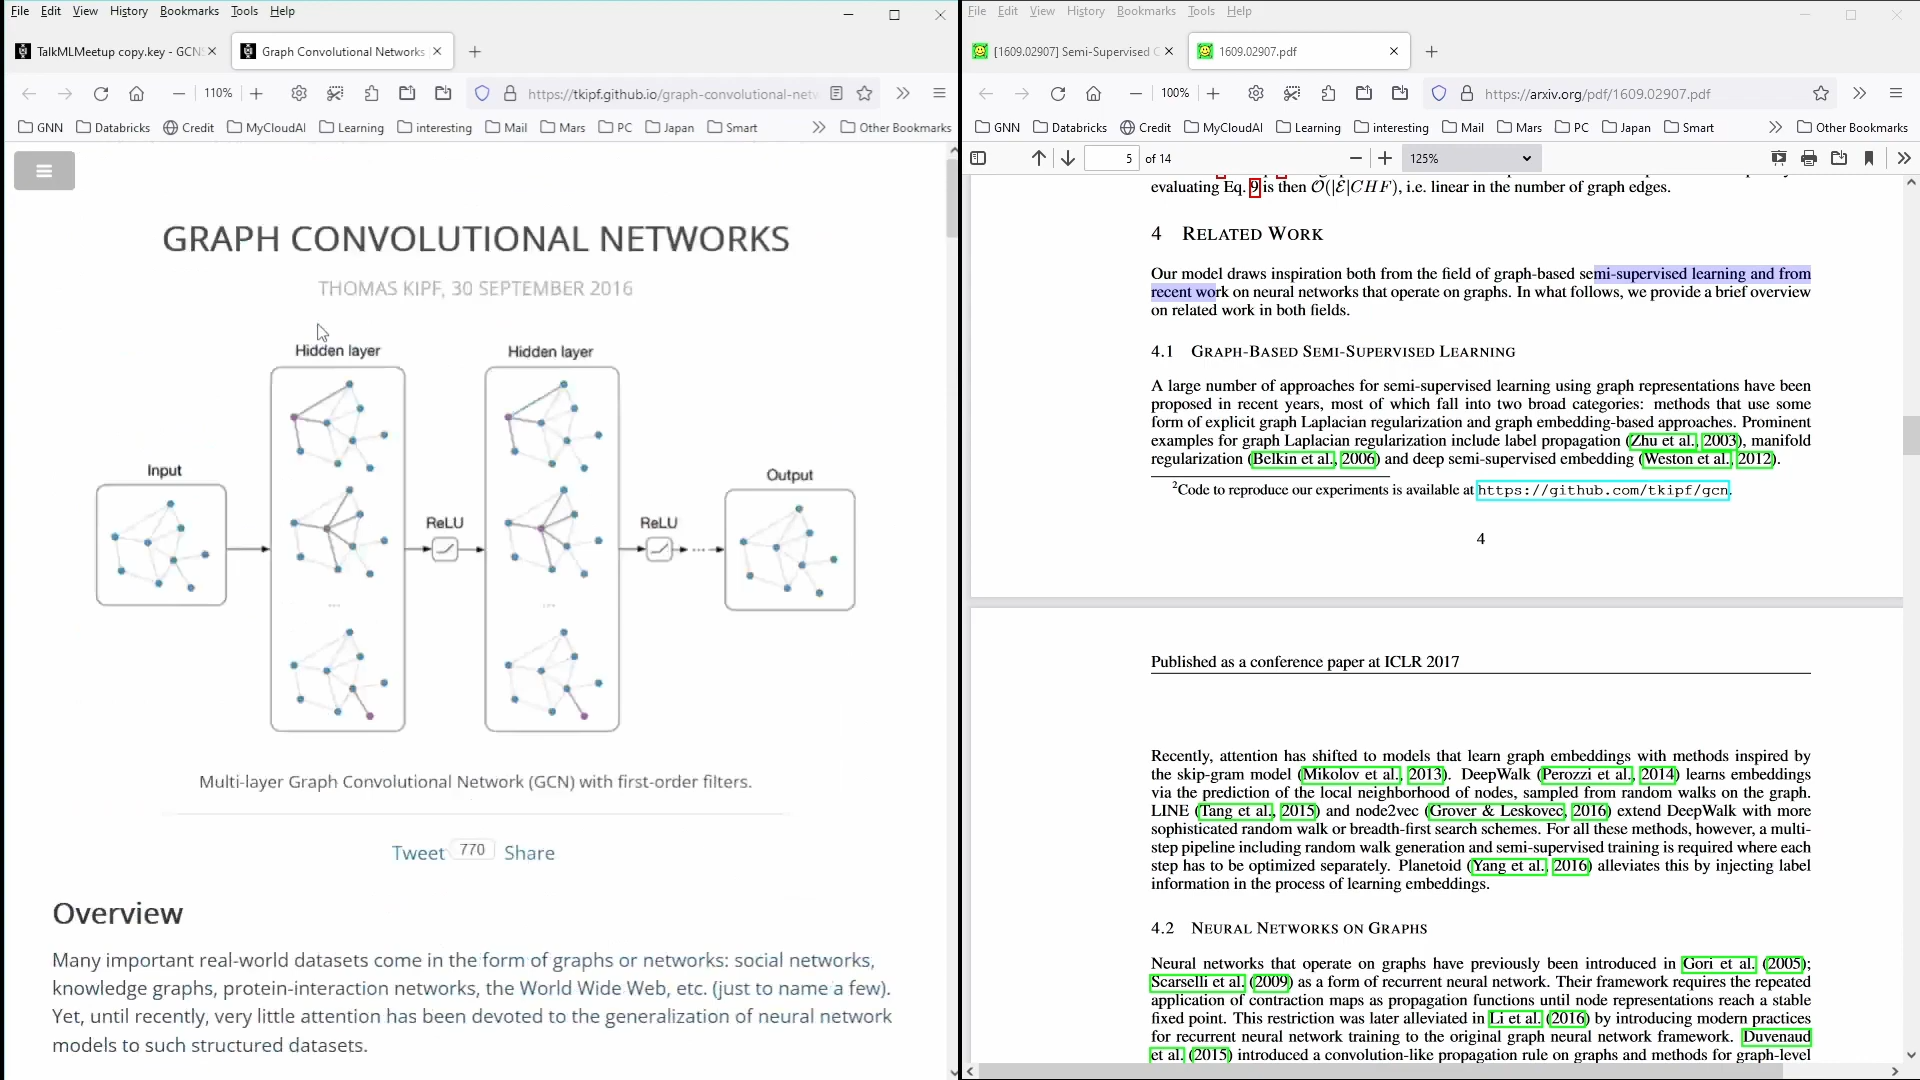 File Edit View History Bookmarks Tools Help
TalkMLMeetup copy.key - GCN
Graph Convolutional Networks
110%
https://tkipf.github.io/graph-convolutional-netw
GNN Databricks Credit MyCloudAI Learning interesting Mail Mars PC Japan Smart Other Bookmarks
GRAPH CONVOLUTIONAL NETWORKS
THOMAS KIPF, 30 SEPTEMBER 2016
Hidden layer Hidden layer
Input
Output
ReLU ReLU
...
... ...
Multi-layer Graph Convolutional Network (GCN) with first-order filters.
Tweet 770 Share
Overview
Many important real-world datasets come in the form of graphs or networks: social networks,
knowledge graphs, protein-interaction networks, the World Wide Web, etc. (just to name a few).
Yet, until recently, very little attention has been devoted to the generalization of neural network
models to such structured datasets.
File Edit View History Bookmarks Tools Help
[1609.02907] Semi-Supervised
1609.02907.pdf
100%
https://arxiv.org/pdf/1609.02907.pdf
GNN Databricks Credit MyCloudAI Learning interesting Mail Mars PC Japan Smart Other Bookmarks
5 of 14 125%
evaluating Eq. 9 is then O(|E|CHF), i.e. linear in the number of graph edges.
4 RELATED WORK
Our model draws inspiration both from the field of graph-based semi-supervised learning and from
recent work on neural networks that operate on graphs. In what follows, we provide a brief overview
on related work in both fields.
4.1 GRAPH-BASED SEMI-SUPERVISED LEARNING
A large number of approaches for semi-supervised learning using graph representations have been
proposed in recent years, most of which fall into two broad categories: methods that use some
form of explicit graph Laplacian regularization and graph embedding-based approaches. Prominent
examples for graph Laplacian regularization include label propagation (Zhu et al., 2003), manifold
regularization (Belkin et al., 2006) and deep semi-supervised embedding (Weston et al., 2012).
2Code to reproduce our experiments is available at https://github.com/tkipf/gcn.
4
Published as a conference paper at ICLR 2017
Recently, attention has shifted to models that learn graph embeddings with methods inspired by
the skip-gram model (Mikolov et al., 2013). DeepWalk (Perozzi et al., 2014) learns embeddings
via the prediction of the local neighborhood of nodes, sampled from random walks on the graph.
LINE (Tang et al., 2015) and node2vec (Grover & Leskovec, 2016) extend DeepWalk with more
sophisticated random walk or breadth-first search schemes. For all these methods, however, a multi-
step pipeline including random walk generation and semi-supervised training is required where each
step has to be optimized separately. Planetoid (Yang et al., 2016) alleviates this by injecting label
information in the process of learning embeddings.
4.2 NEURAL NETWORKS ON GRAPHS
Neural networks that operate on graphs have previously been introduced in Gori et al. (2005);
Scarselli et al. (2009) as a form of recurrent neural network. Their framework requires the repeated
application of contraction maps as propagation functions until node representations reach a stable
fixed point. This restriction was later alleviated in Li et al. (2016) by introducing modern practices
for recurrent neural network training to the original graph neural network framework. Duvenaud
et al. (2015) introduced a convolution-like propagation rule on graphs and methods for graph-level